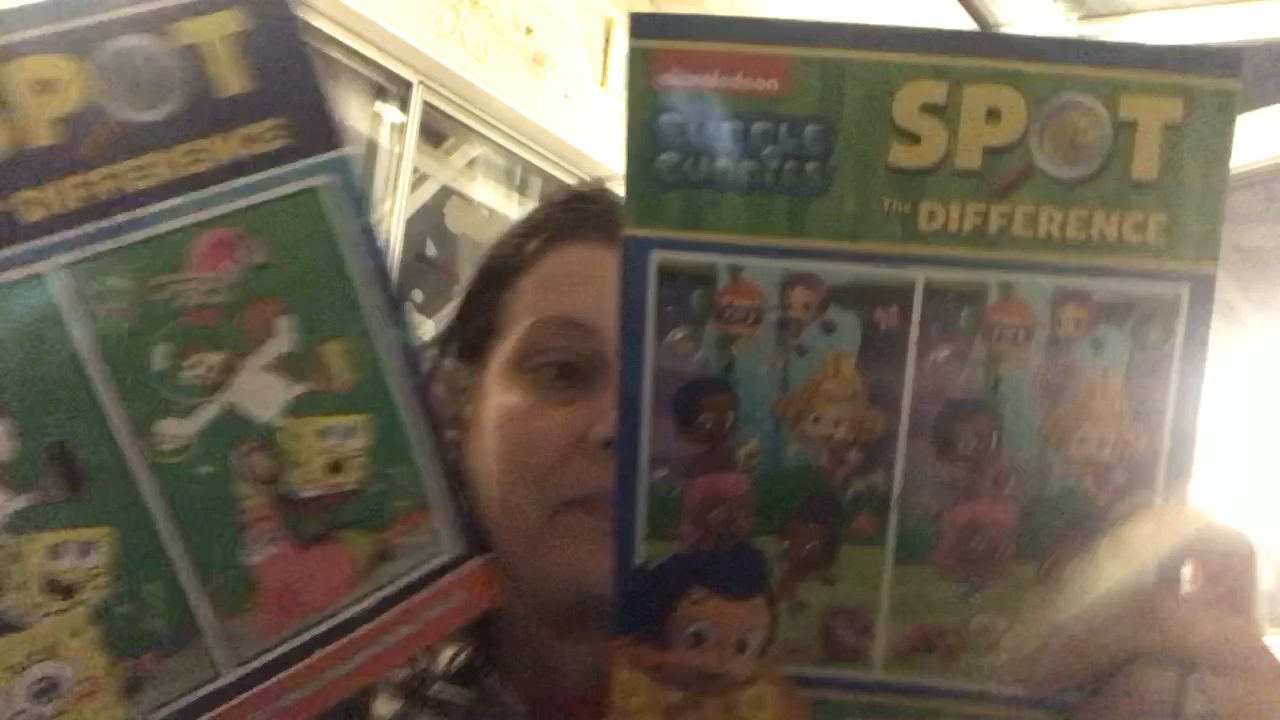 SPOT
DIFFERENCE
nickelodeon
BUBBLE
GUPPIES
SPOT
The DIFFERENCE